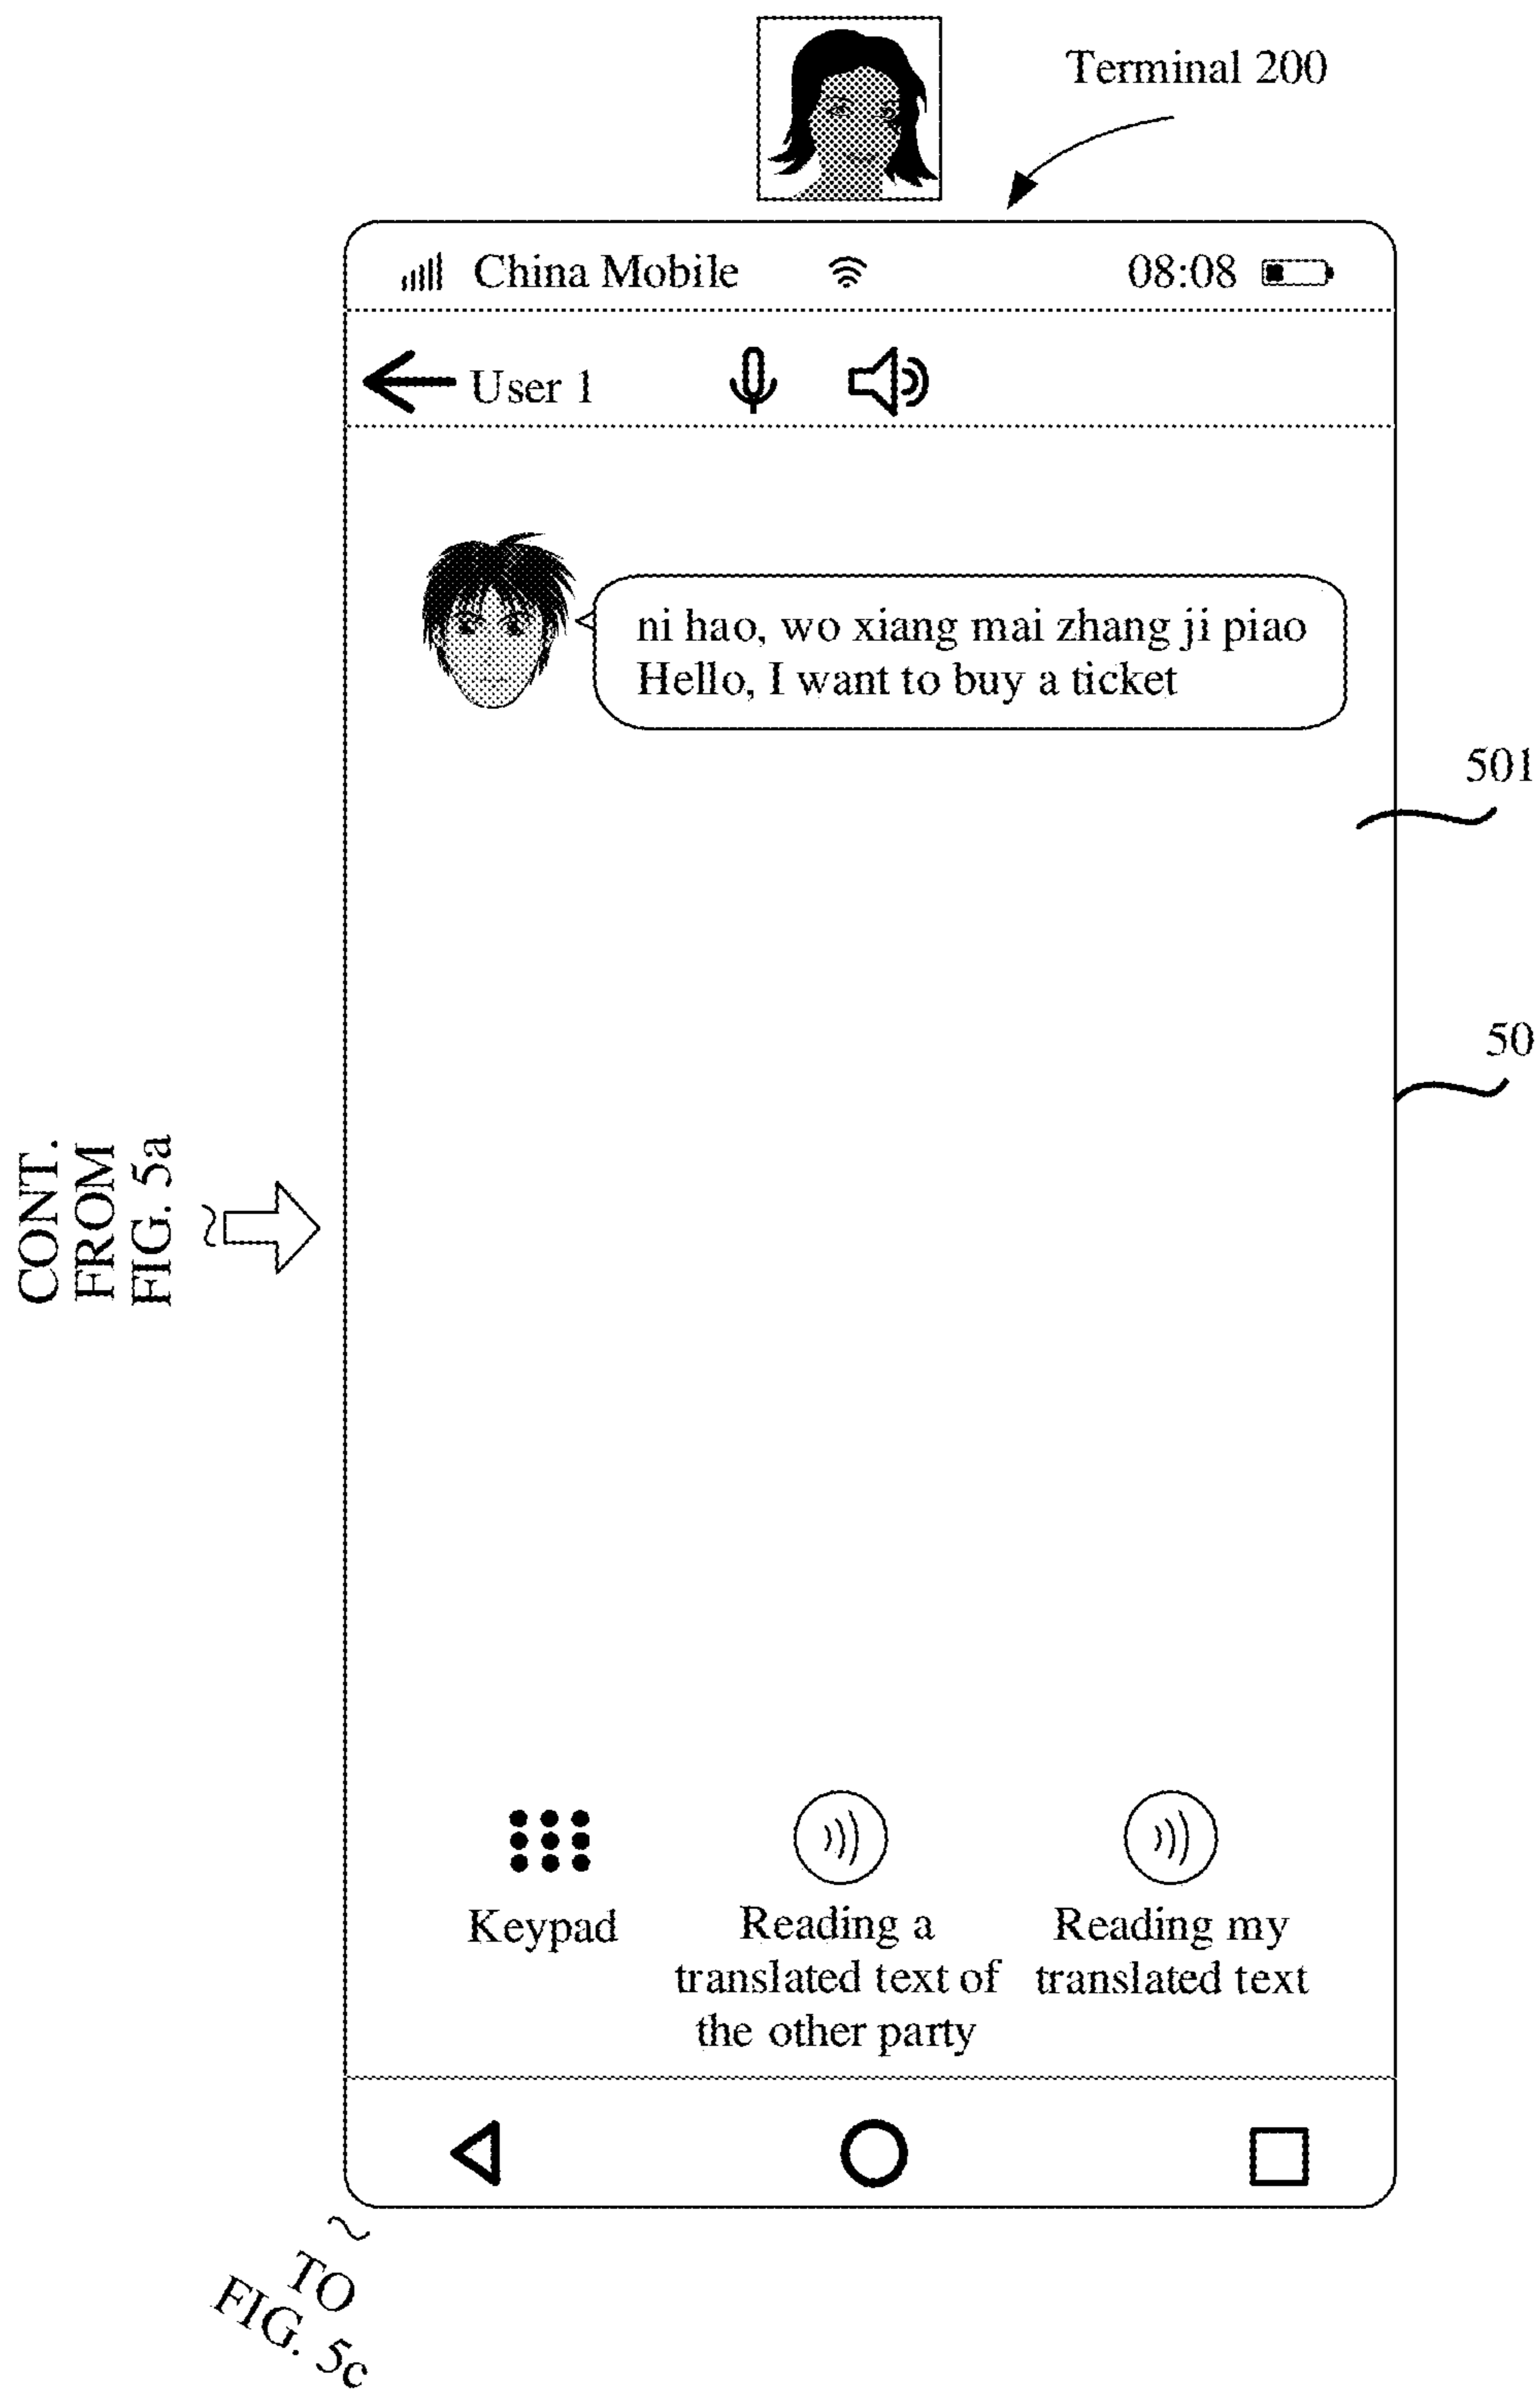 Terminal 200
China Mobile 08:08
User 1
ni hao, wo xiang mai zhang ji piao
Hello, I want to buy a ticket
501
50
CONT.
FROM
FIG. 5a
Keypad
Reading a
translated text of
the other party
Reading my
translated text
TO
FIG. 5c